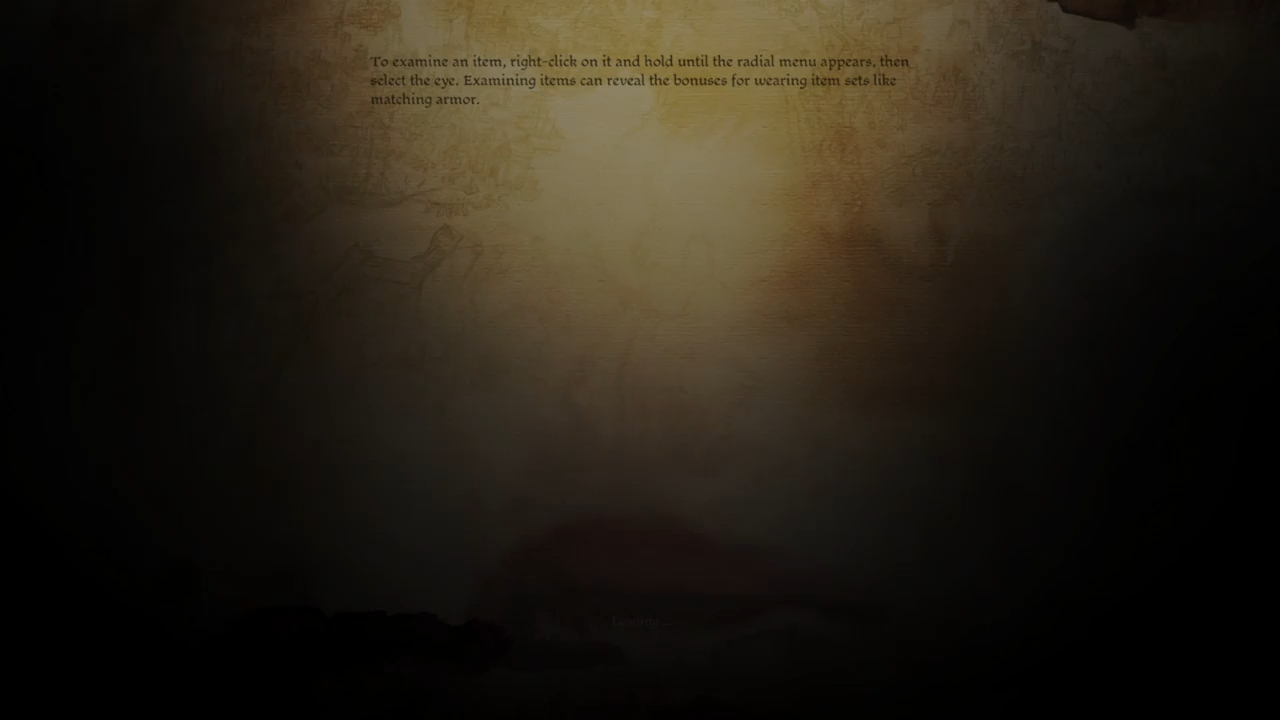 To examine an item, right-click on it and hold until the radial menu appears, then
select the eye. Examining items can reveal the bonuses for wearing item sets like
matching armor.
Loading...